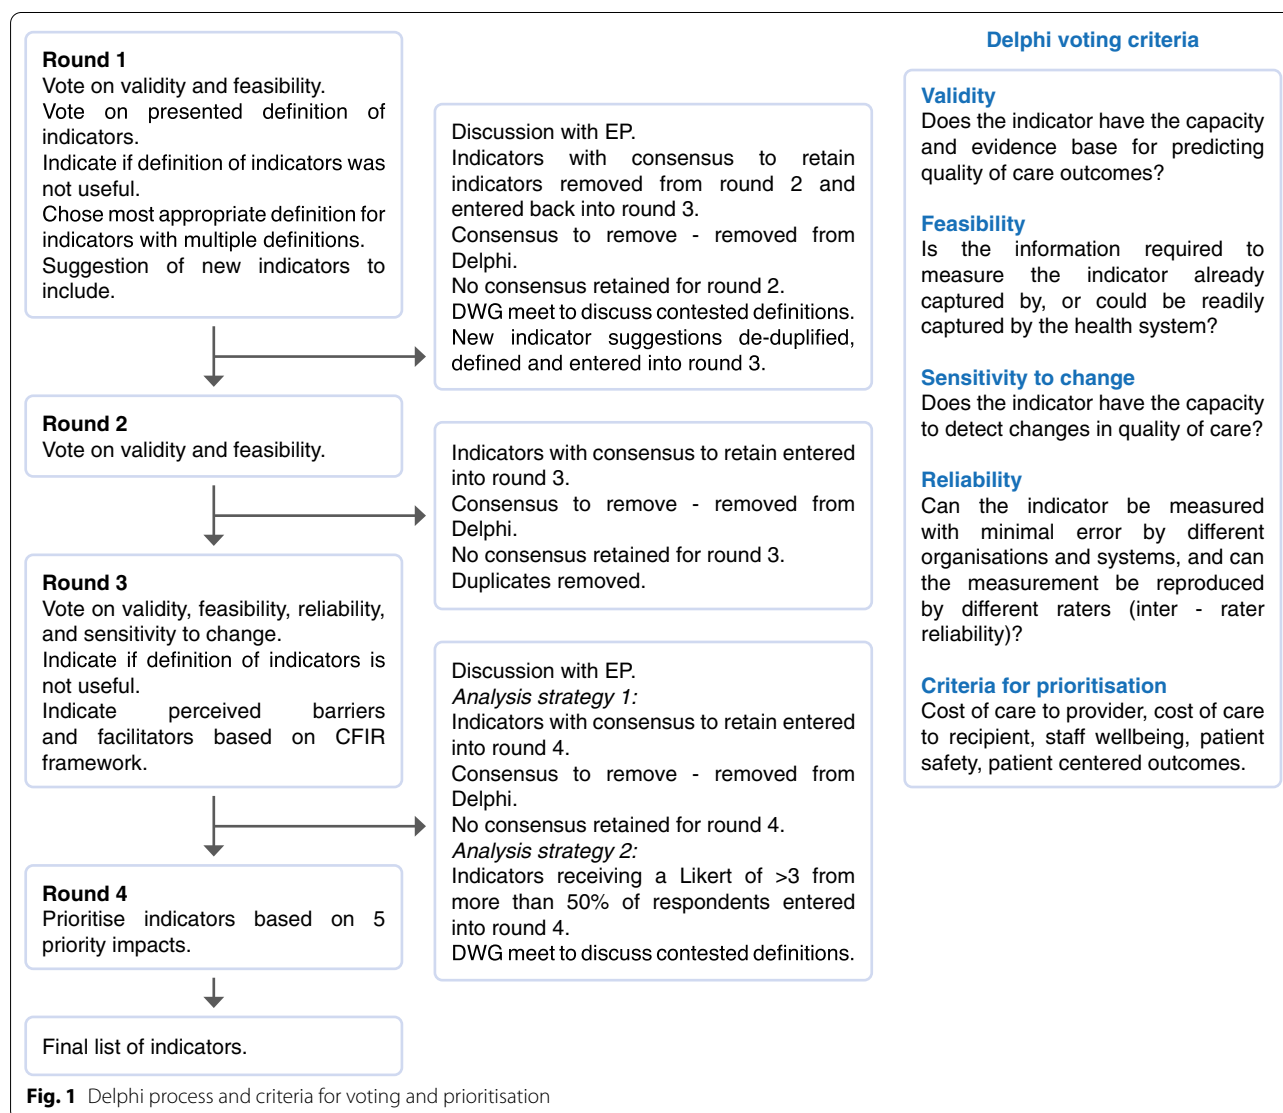 Round 1
Vote on validity and feasibility.
Vote on presented definition of
indicators.
Indicate if definition of indicators was
not useful.
Chose most appropriate definition for
indicators with multiple definitions.
Suggestion of new indicators to
include.
Discussion with EP.
Indicators with consensus to retain
indicators removed from round 2 and
entered back into round 3.
Consensus to remove - removed from
Delphi.
No consensus retained for round 2.
DWG meet to discuss contested definitions.
New indicator suggestions de-duplified,
defined and entered into round 3.
Round 2
Vote on validity and feasibility.
Indicators with consensus to retain entered
into round 3.
Consensus to remove - removed from
Delphi.
No consensus retained for round 3.
Duplicates removed.
Round 3
Vote on validity, feasibility, reliability,
and sensitivity to change.
Indicate if definition of indicators is
not useful.
Indicate perceived barriers
and facilitators based on CFIR
framework.
Discussion with EP.
Analysis strategy 1:
Indicators with consensus to retain entered
into round 4.
Consensus to remove - removed from
Delphi.
No consensus retained for round 4.
Analysis strategy 2:
Indicators receiving a Likert of >3 from
more than 50% of respondents entered
into round 4.
DWG meet to discuss contested definitions.
Round 4
Prioritise indicators based on 5
priority impacts.
Final list of indicators.
Delphi voting criteria
Validity
Does the indicator have the capacity
and evidence base for predicting
quality of care outcomes?
Feasibility
Is the information required to
measure the indicator already
captured by, or could be readily
captured by the health system?
Sensitivity to change
Does the indicator have the capacity
to detect changes in quality of care?
Reliability
Can the indicator be measured
with minimal error by different
organisations and systems, and can
the measurement be reproduced
by different raters (inter - rater
reliability)?
Criteria for prioritisation
Cost of care to provider, cost of care
to recipient, staff wellbeing, patient
safety, patient centered outcomes.
Fig. 1 Delphi process and criteria for voting and prioritisation